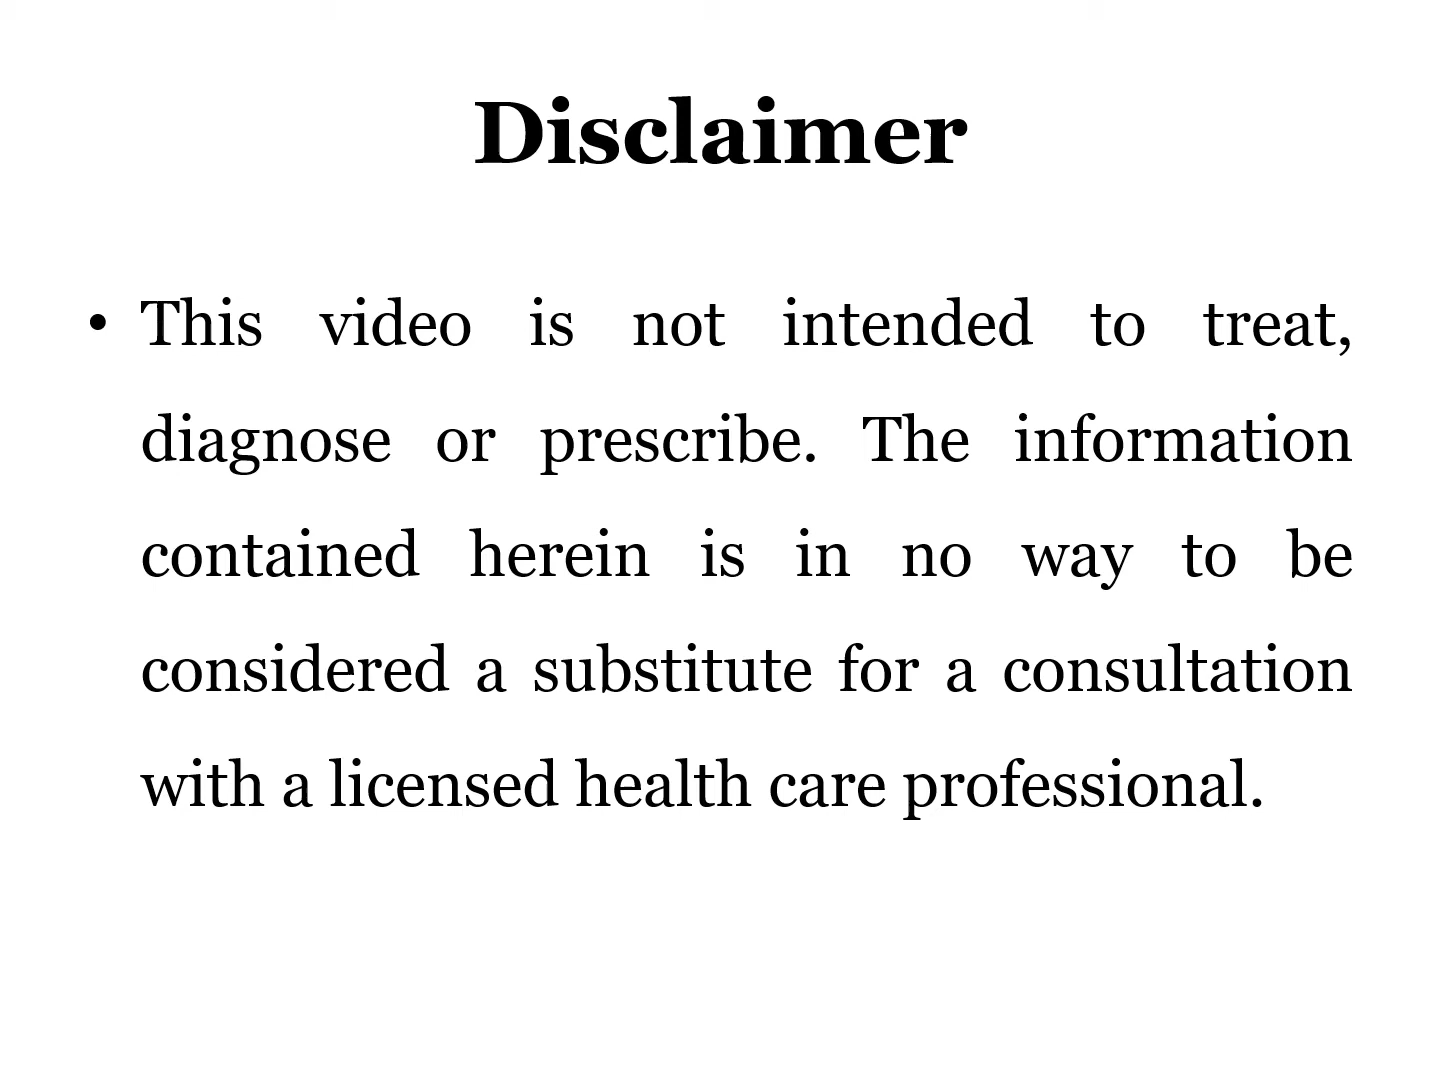 Disclaimer
• This video is not intended to treat,
diagnose or prescribe. The information
contained herein is in no way to be
considered a substitute for a consultation
with a licensed health care professional.